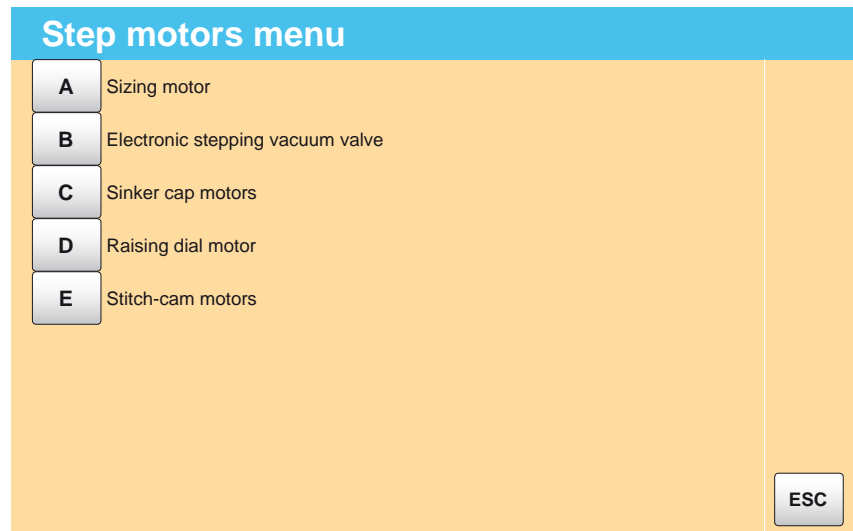 Step motors menu
A Sizing motor
B Electronic stepping vacuum valve
C Sinker cap motors
D Raising dial motor
E Stitch-cam motors
ESC